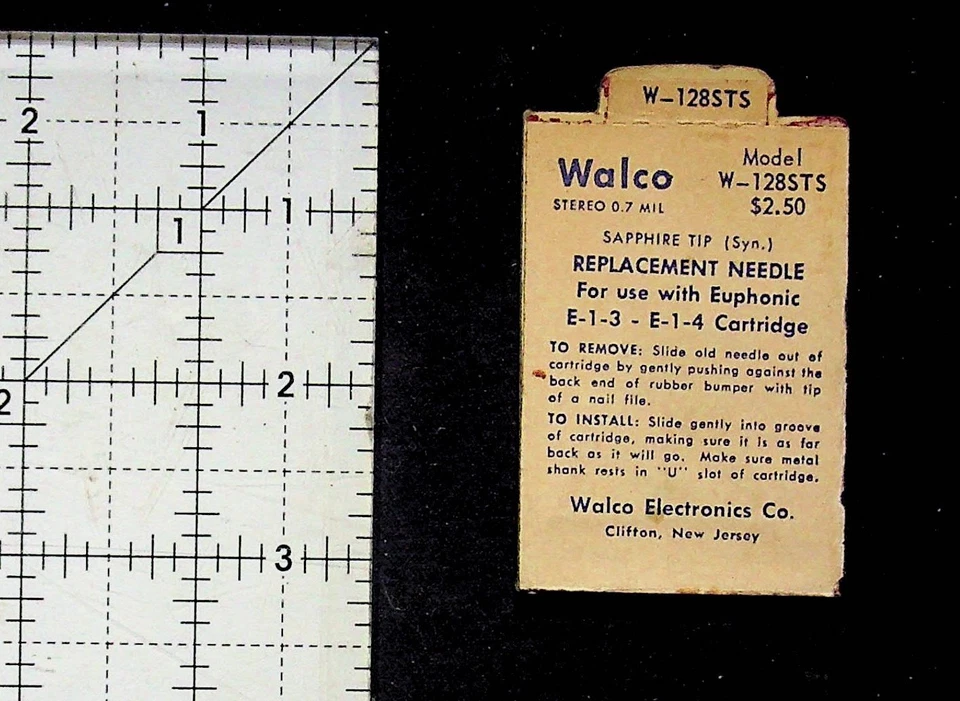 2
1
1
1
2
2
3
W-128STS
Walco
STEREO 0.7 MIL
Model
W-128STS
$2.50
SAPPHIRE TIP (Syn.)
REPLACEMENT NEEDLE
For use with Euphonic
E-1-3 - E-1-4 Cartridge
TO REMOVE: Slide old needle out of
cartridge by gently pushing against the
back end of rubber bumper with tip
of a nail file.
TO INSTALL: Slide gently into groove
of cartridge, making sure it is as far
back as it will go. Make sure metal
shank rests in "U" slot of cartridge.
Walco Electronics Co.
Clifton, New Jersey